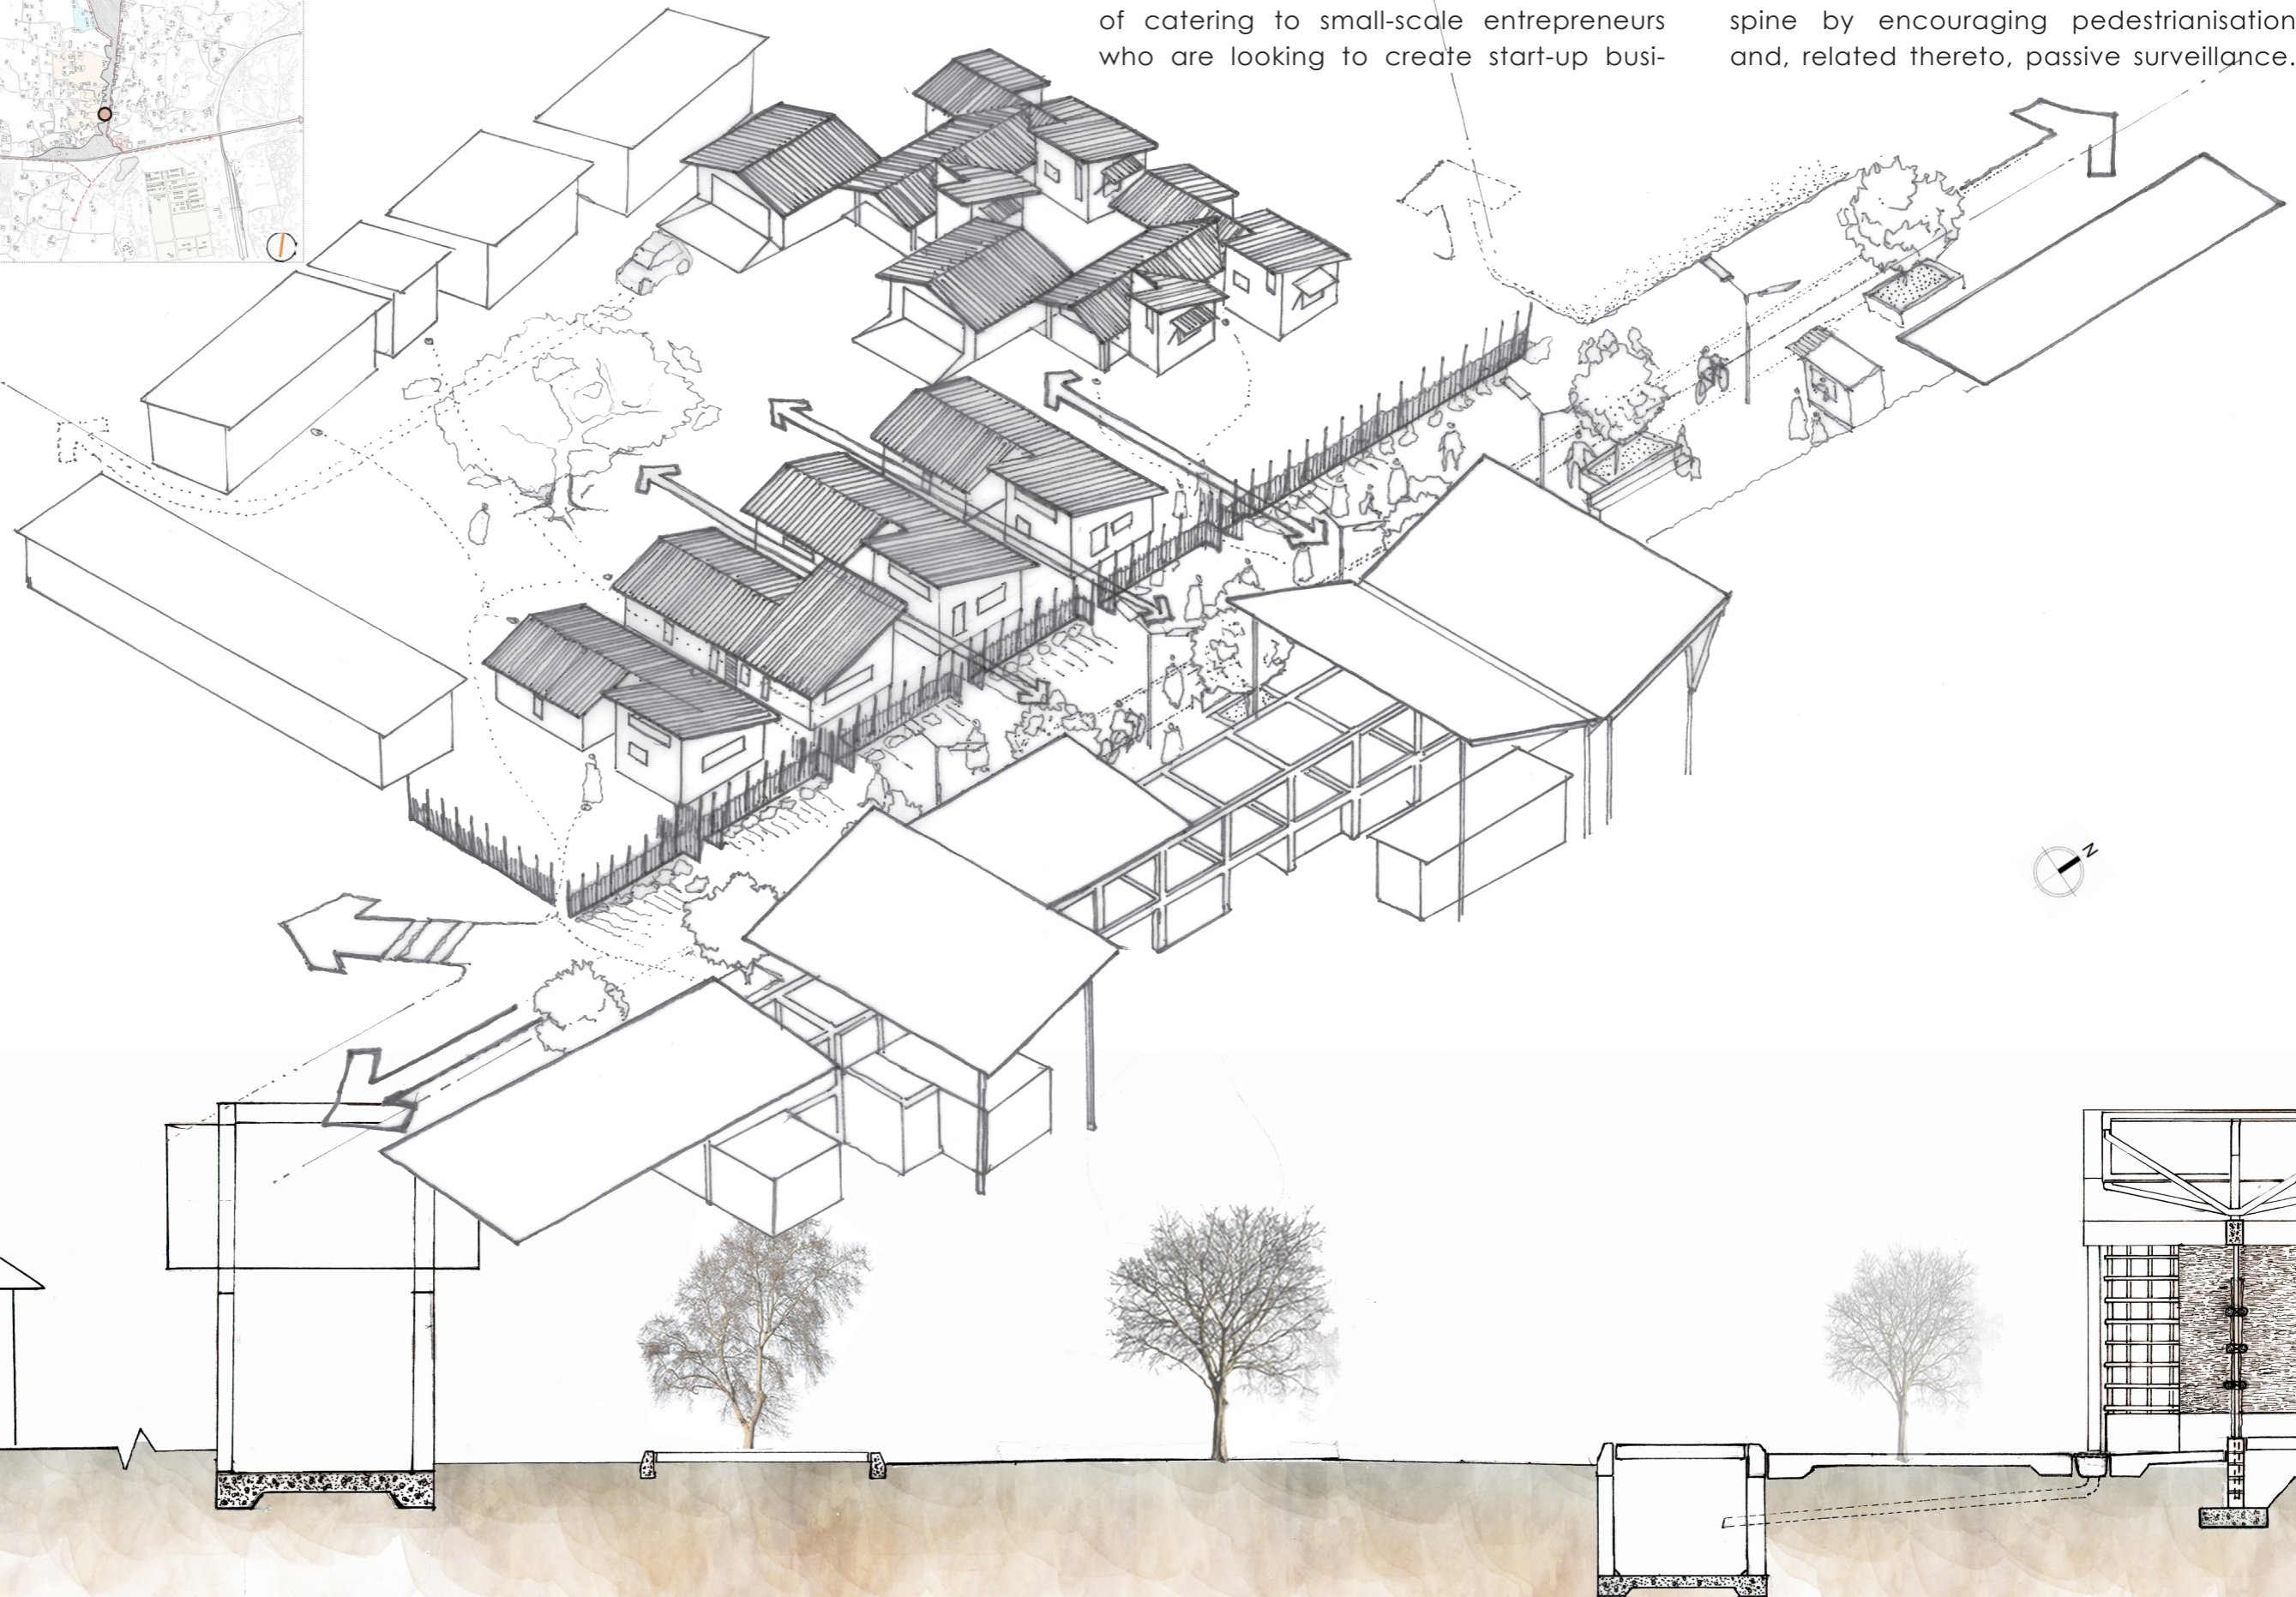 of catering to small-scale entrepreneurs
who are looking to create start-up busi-
spine by encouraging pedestrianisation
and, related thereto, passive surveillance.
N